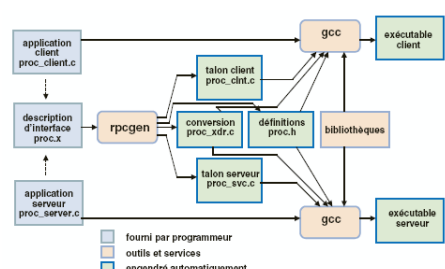 application
client
proc_client.c
gcc
exécutable
client
talon client
proc_clnt.c
description
d'interface
proc.x
rpcgen
conversion
proc_xdr.c
définitions
proc.h
bibliothèques
talon serveur
proc_svc.c
application
serveur
proc_server.c
gcc
exécutable
serveur
fourni par programmeur
outils et services
engendré automatiquement